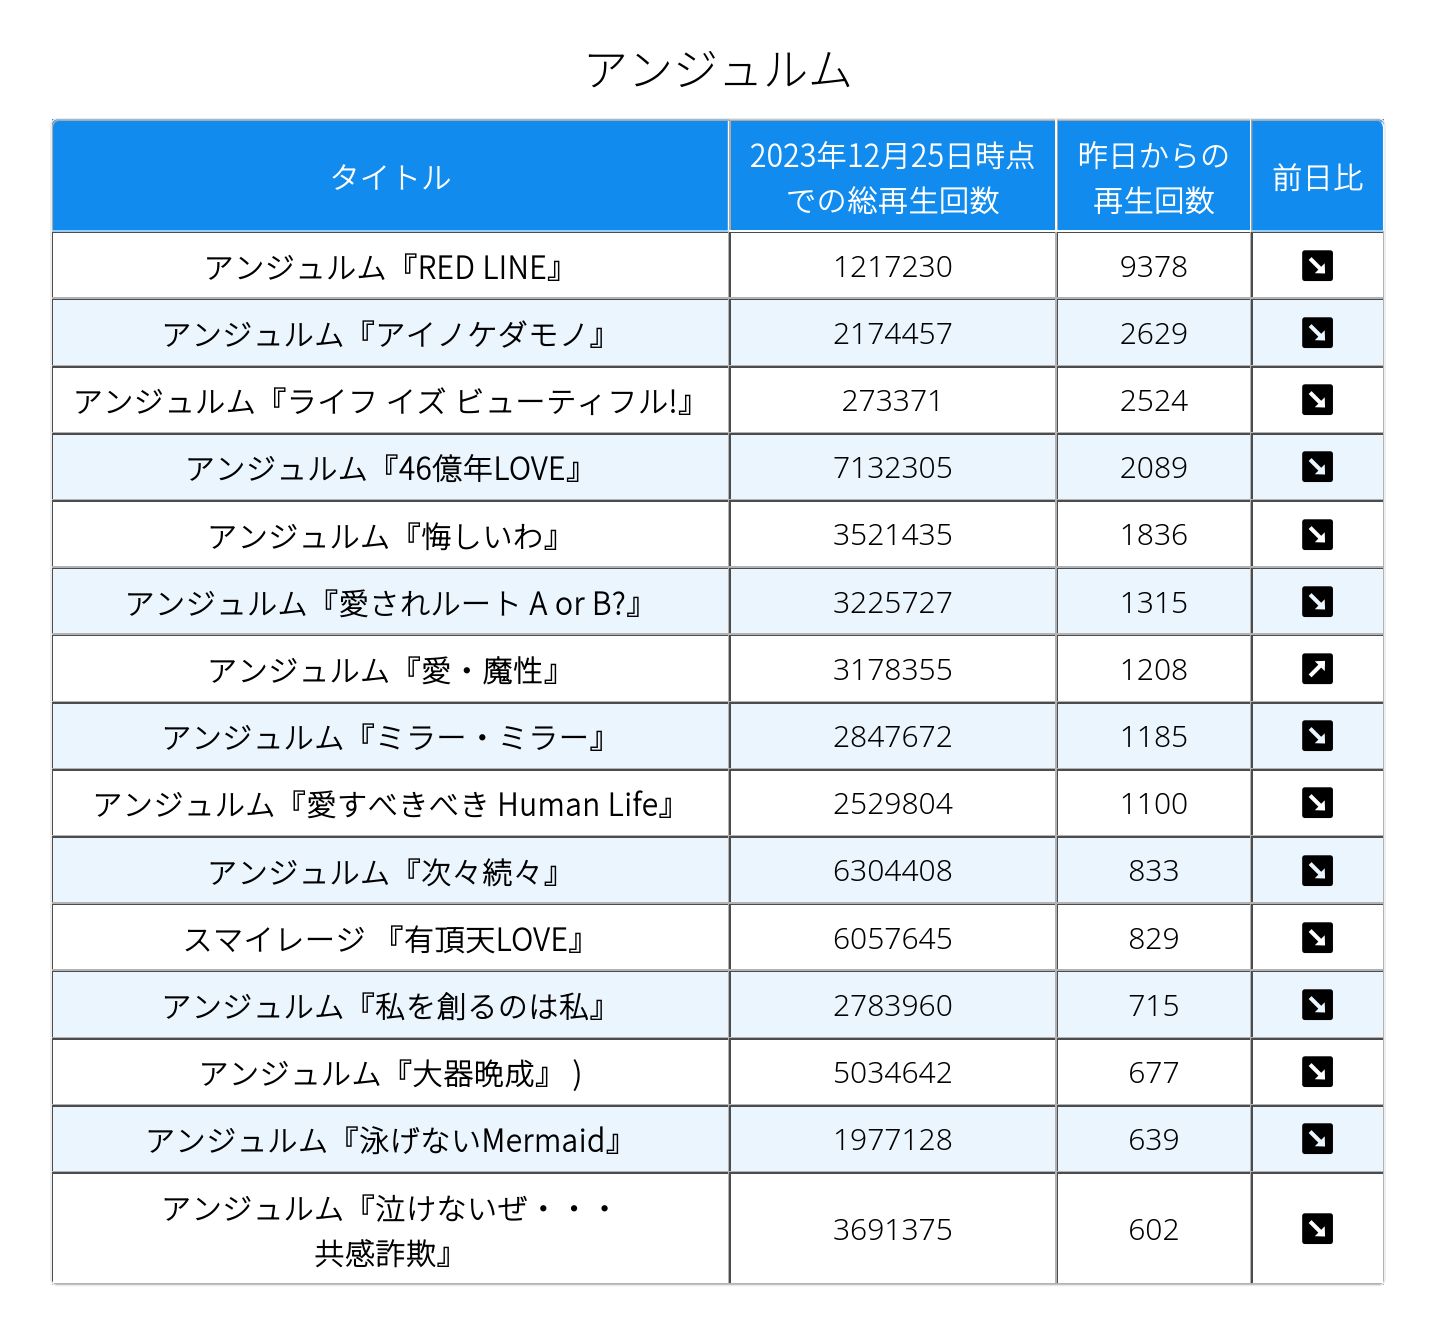 アンジュルム
タイトル
2023年12月25日時点
での総再生回数
昨日からの
再生回数
前日比
アンジュルム『RED LINE』 1217230 9378 ↘
アンジュルム『アイノケダモノ』 2174457 2629 ↘
アンジュルム『ライフ イズ ビューティフル!』 273371 2524 ↘
アンジュルム『46億年LOVE』 7132305 2089 ↘
アンジュルム『悔しいわ』 3521435 1836 ↘
アンジュルム『愛されルート A or B?』 3225727 1315 ↘
アンジュルム『愛・魔性』 3178355 1208 ↗
アンジュルム『ミラー・ミラー』 2847672 1185 ↘
アンジュルム『愛すべきべき Human Life』 2529804 1100 ↘
アンジュルム『次々続々』 6304408 833 ↘
スマイレージ 『有頂天LOVE』 6057645 829 ↘
アンジュルム『私を創るのは私』 2783960 715 ↘
アンジュルム『大器晩成』 ) 5034642 677 ↘
アンジュルム『泳げないMermaid』 1977128 639 ↘
アンジュルム『泣けないぜ・・・
共感詐欺』 3691375 602 ↘